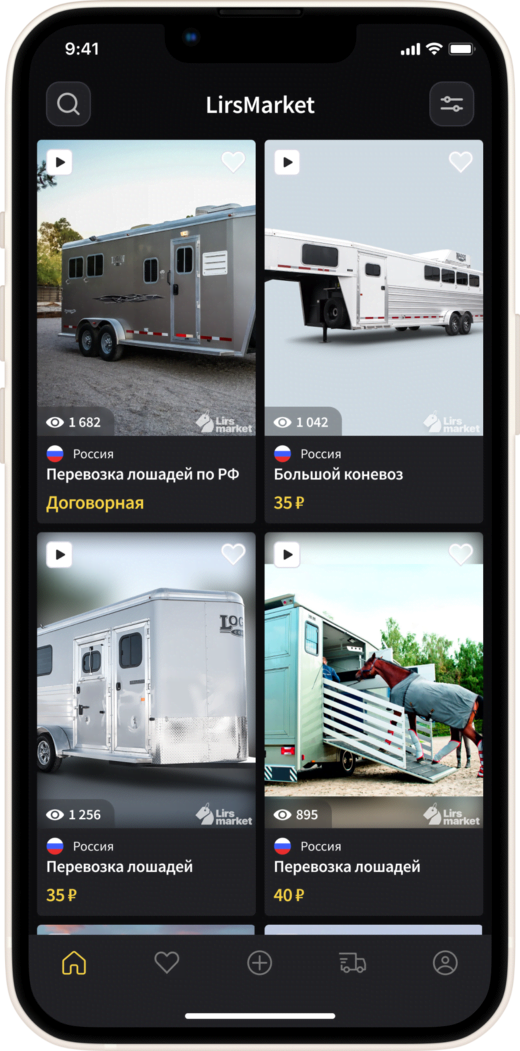 9:41
LirsMarket
1 682
Lirs
market
1 042
Lirs
market
Россия
Перевозка лошадей по РФ
Договорная
Россия
Большой коневоз
35 ₽
LOG
1 256
Lirs
market
895
Lirs
market
Россия
Перевозка лошадей
35 ₽
Россия
Перевозка лошадей
40 ₽